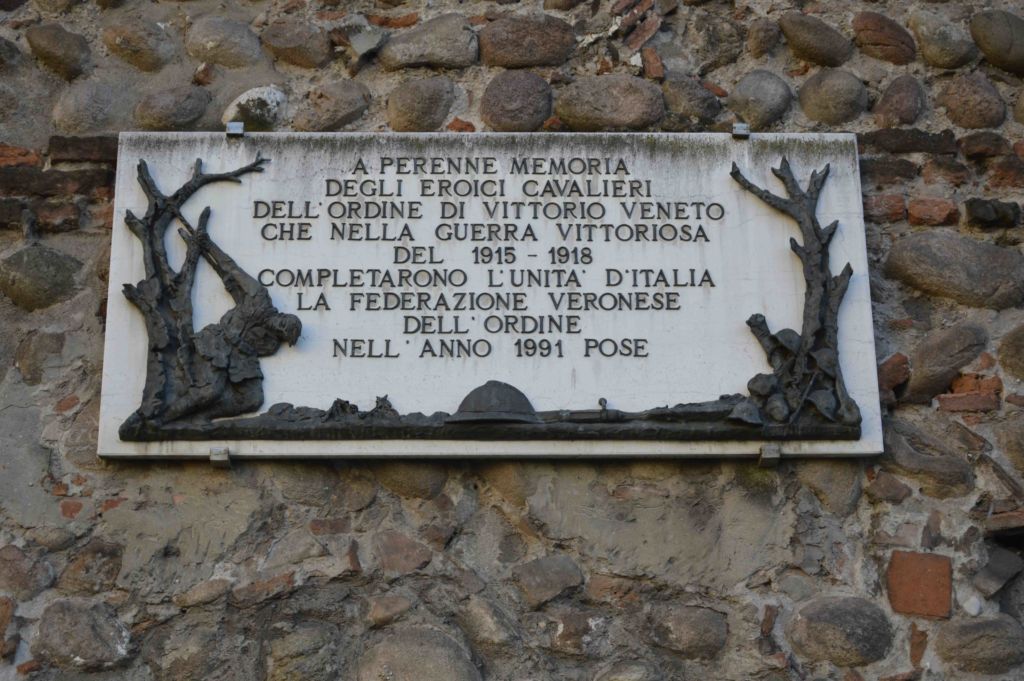 A PERENNE MEMORIA
DEGLI EROICI CAVALIERI
DELL'ORDINE DI VITTORIO VENETO
CHE NELLA GUERRA VITTORIOSA
DEL 1915 - 1918
COMPLETARONO L'UNITA' D'ITALIA
LA FEDERAZIONE VERONESE
DELL'ORDINE
NELL'ANNO 1991 POSE